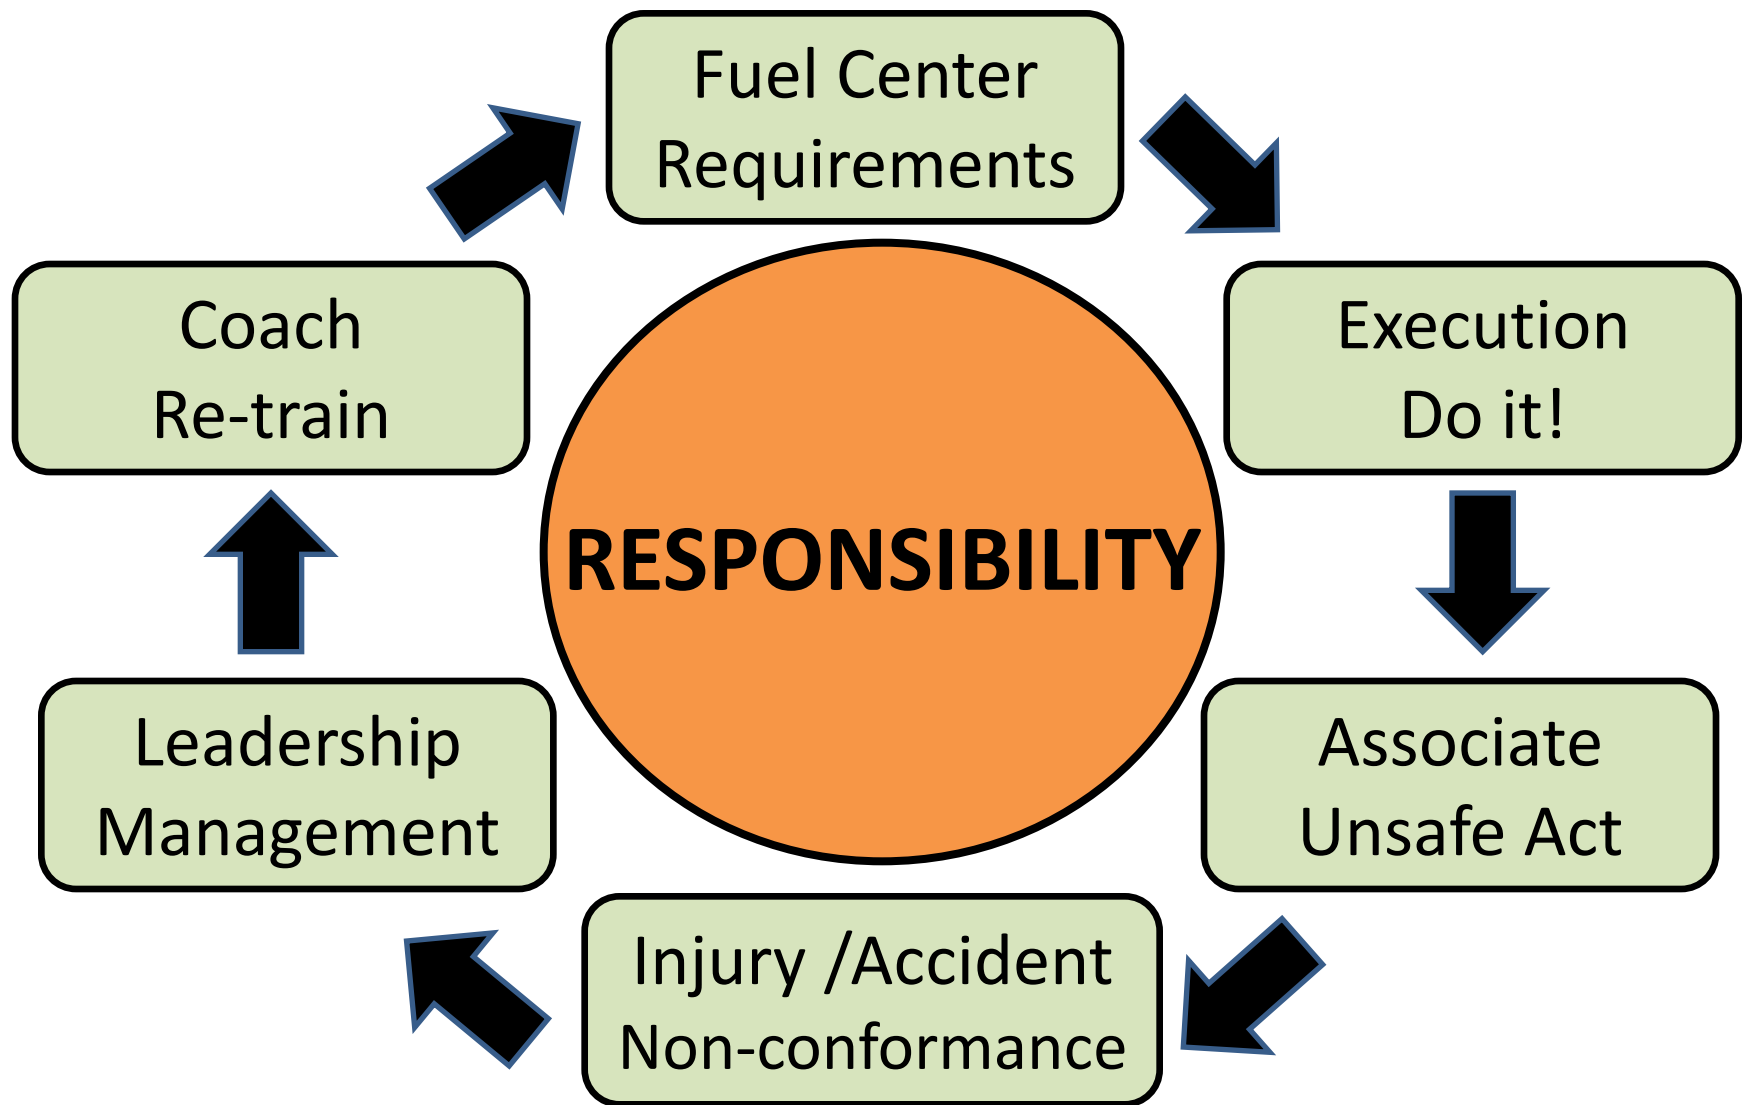 Fuel Center
Requirements
Execution
Do it!
Associate
Unsafe Act
Injury /Accident
Non-conformance
Leadership
Management
Coach
Re-train
RESPONSIBILITY